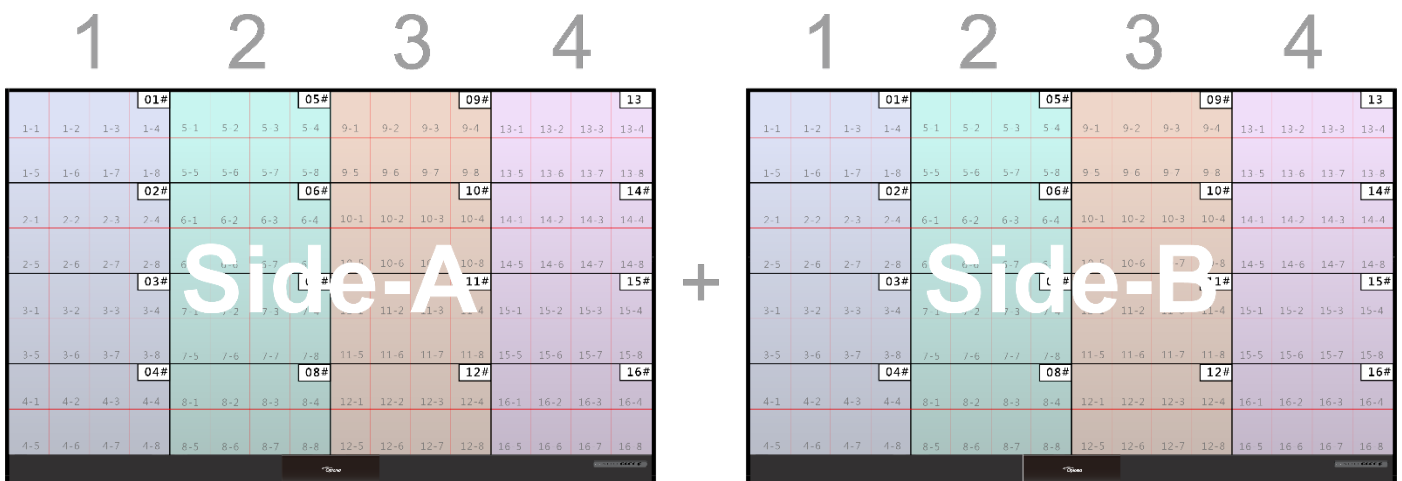 1 2 3 4 1 2 3 4
01# 05# 09# 13 01# 05# 09# 13
1-1 1-2 1-3 1-4 5 1 5 2 5 3 5 4 9-1 9-2 9-3 9-4 13-1 13-2 13-3 13-4 1-1 1-2 1-3 1-4 5 1 5 2 5 3 5 4 9-1 9-2 9-3 9-4 13-1 13-2 13-3 13-4
1-5 1-6 1-7 1-8 5-5 5-6 5-7 5-8 9 5 9 6 9 7 9 8 13-5 13-6 13-7 13-8 1-5 1-6 1-7 1-8 5-5 5-6 5-7 5-8 9 5 9 6 9 7 9 8 13-5 13-6 13-7 13-8
02# 06# 10# 14# 02# 06# 10# 14#
2-1 2-2 2-3 2-4 6-1 6-2 6-3 6-4 10-1 10-2 10-3 10-4 14-1 14-2 14-3 14-4 2-1 2-2 2-3 2-4 6-1 6-2 6-3 6-4 10-1 10-2 10-3 10-4 14-1 14-2 14-3 14-4
2-5 2-6 2-7 2-8 10-6 14-5 14-6 14-7 14-8 2-5 2-6 2-7 2-8 10-6 14-5 14-6 14-7 14-8
Side-A + Side-B
03# 11# 15# 03# 11# 15#
3-1 3-2 3-3 3-4 11-2 15-1 15-2 15-3 15-4 3-1 3-2 3-3 3-4 11-2 15-1 15-2 15-3 15-4
3-5 3-6 3-7 3-8 7-5 7-6 7-7 7-8 11-5 11-6 11-7 11-8 15-5 15-6 15-7 15-8 3-5 3-6 3-7 3-8 7-5 7-6 7-7 7-8 11-5 11-6 11-7 11-8 15-5 15-6 15-7 15-8
04# 08# 12# 16# 04# 08# 12# 16#
4-1 4-2 4-3 4-4 8-1 8-2 8-3 8-4 12-1 12-2 12-3 12-4 16-1 16-2 16-3 16-4 4-1 4-2 4-3 4-4 8-1 8-2 8-3 8-4 12-1 12-2 12-3 12-4 16-1 16-2 16-3 16-4
4-5 4-6 4-7 4-8 8-5 8-6 8-7 8-8 12-5 12-6 12-7 12-8 16 5 16 6 16 7 16 8 4-5 4-6 4-7 4-8 8-5 8-6 8-7 8-8 12-5 12-6 12-7 12-8 16 5 16 6 16 7 16 8